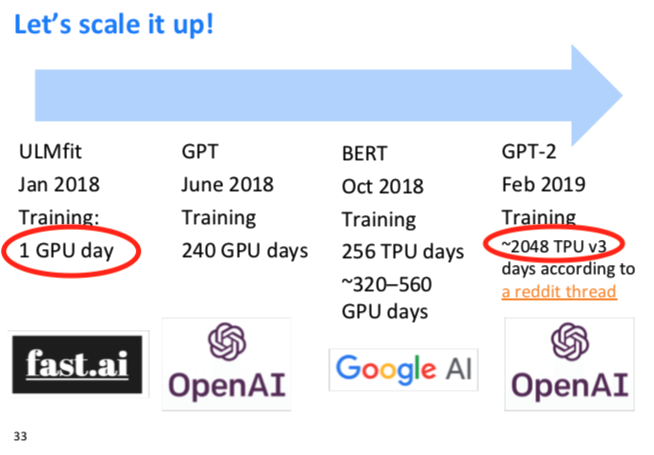 Let's scale it up!
ULMfit
Jan 2018
Training:
1 GPU day
GPT
June 2018
Training
240 GPU days
BERT
Oct 2018
Training
256 TPU days
~320–560
GPU days
GPT-2
Feb 2019
Training
~2048 TPU v3
days according to
a reddit thread
fast.ai
OpenAI
Google AI
OpenAI
33